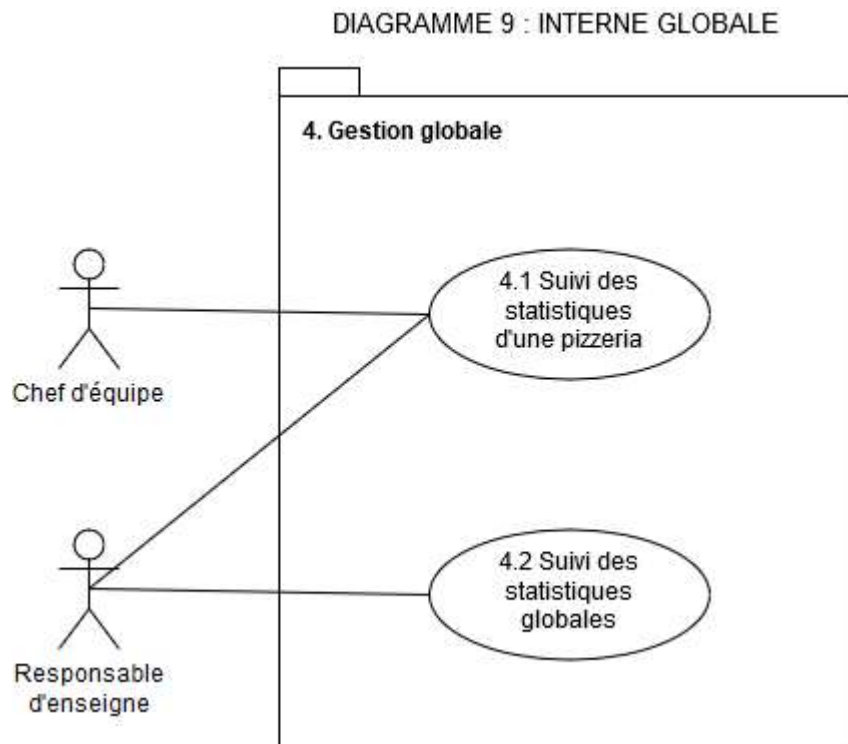 DIAGRAMME 9 : INTERNE GLOBALE
4. Gestion globale
4.1 Suivi des
statistiques
d'une pizzeria
Chef d'équipe
4.2 Suivi des
statistiques
globales
Responsable
d'enseigne